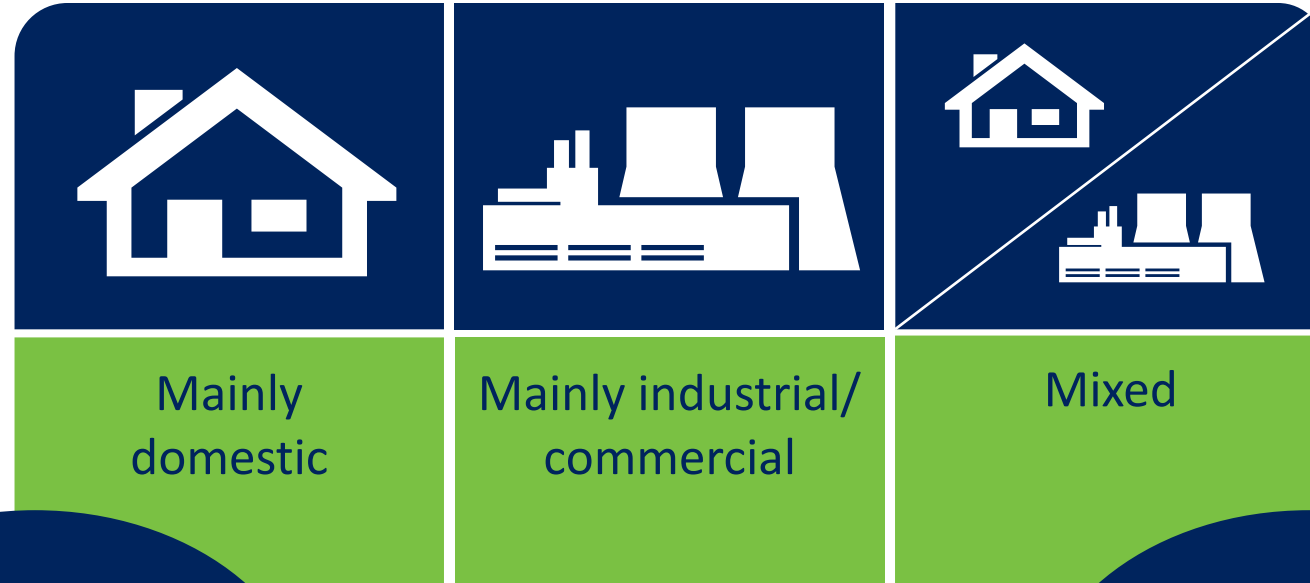 Mainly
domestic
Mainly industrial/
commercial
Mixed